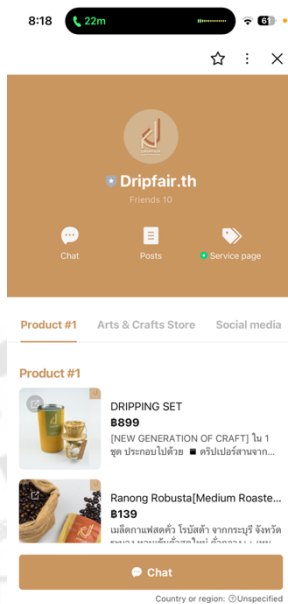 8:18
22m
61
Dripfair.th
Friends 10
Chat
Posts
Service page
Product #1
Arts & Crafts Store
Social media
Product #1
DRIPPING SET
฿899
[NEW GENERATION OF CRAFT] ใน 1
ชุด ประกอบไปด้วย ■ ดริปเปอร์สานจาก...
Ranong Robusta[Medium Roaste...
฿139
เมล็ดกาแฟสดคั่ว โรบัสต้า จากกระบุรี จังหวัด
Chat
Country or region: Unspecified